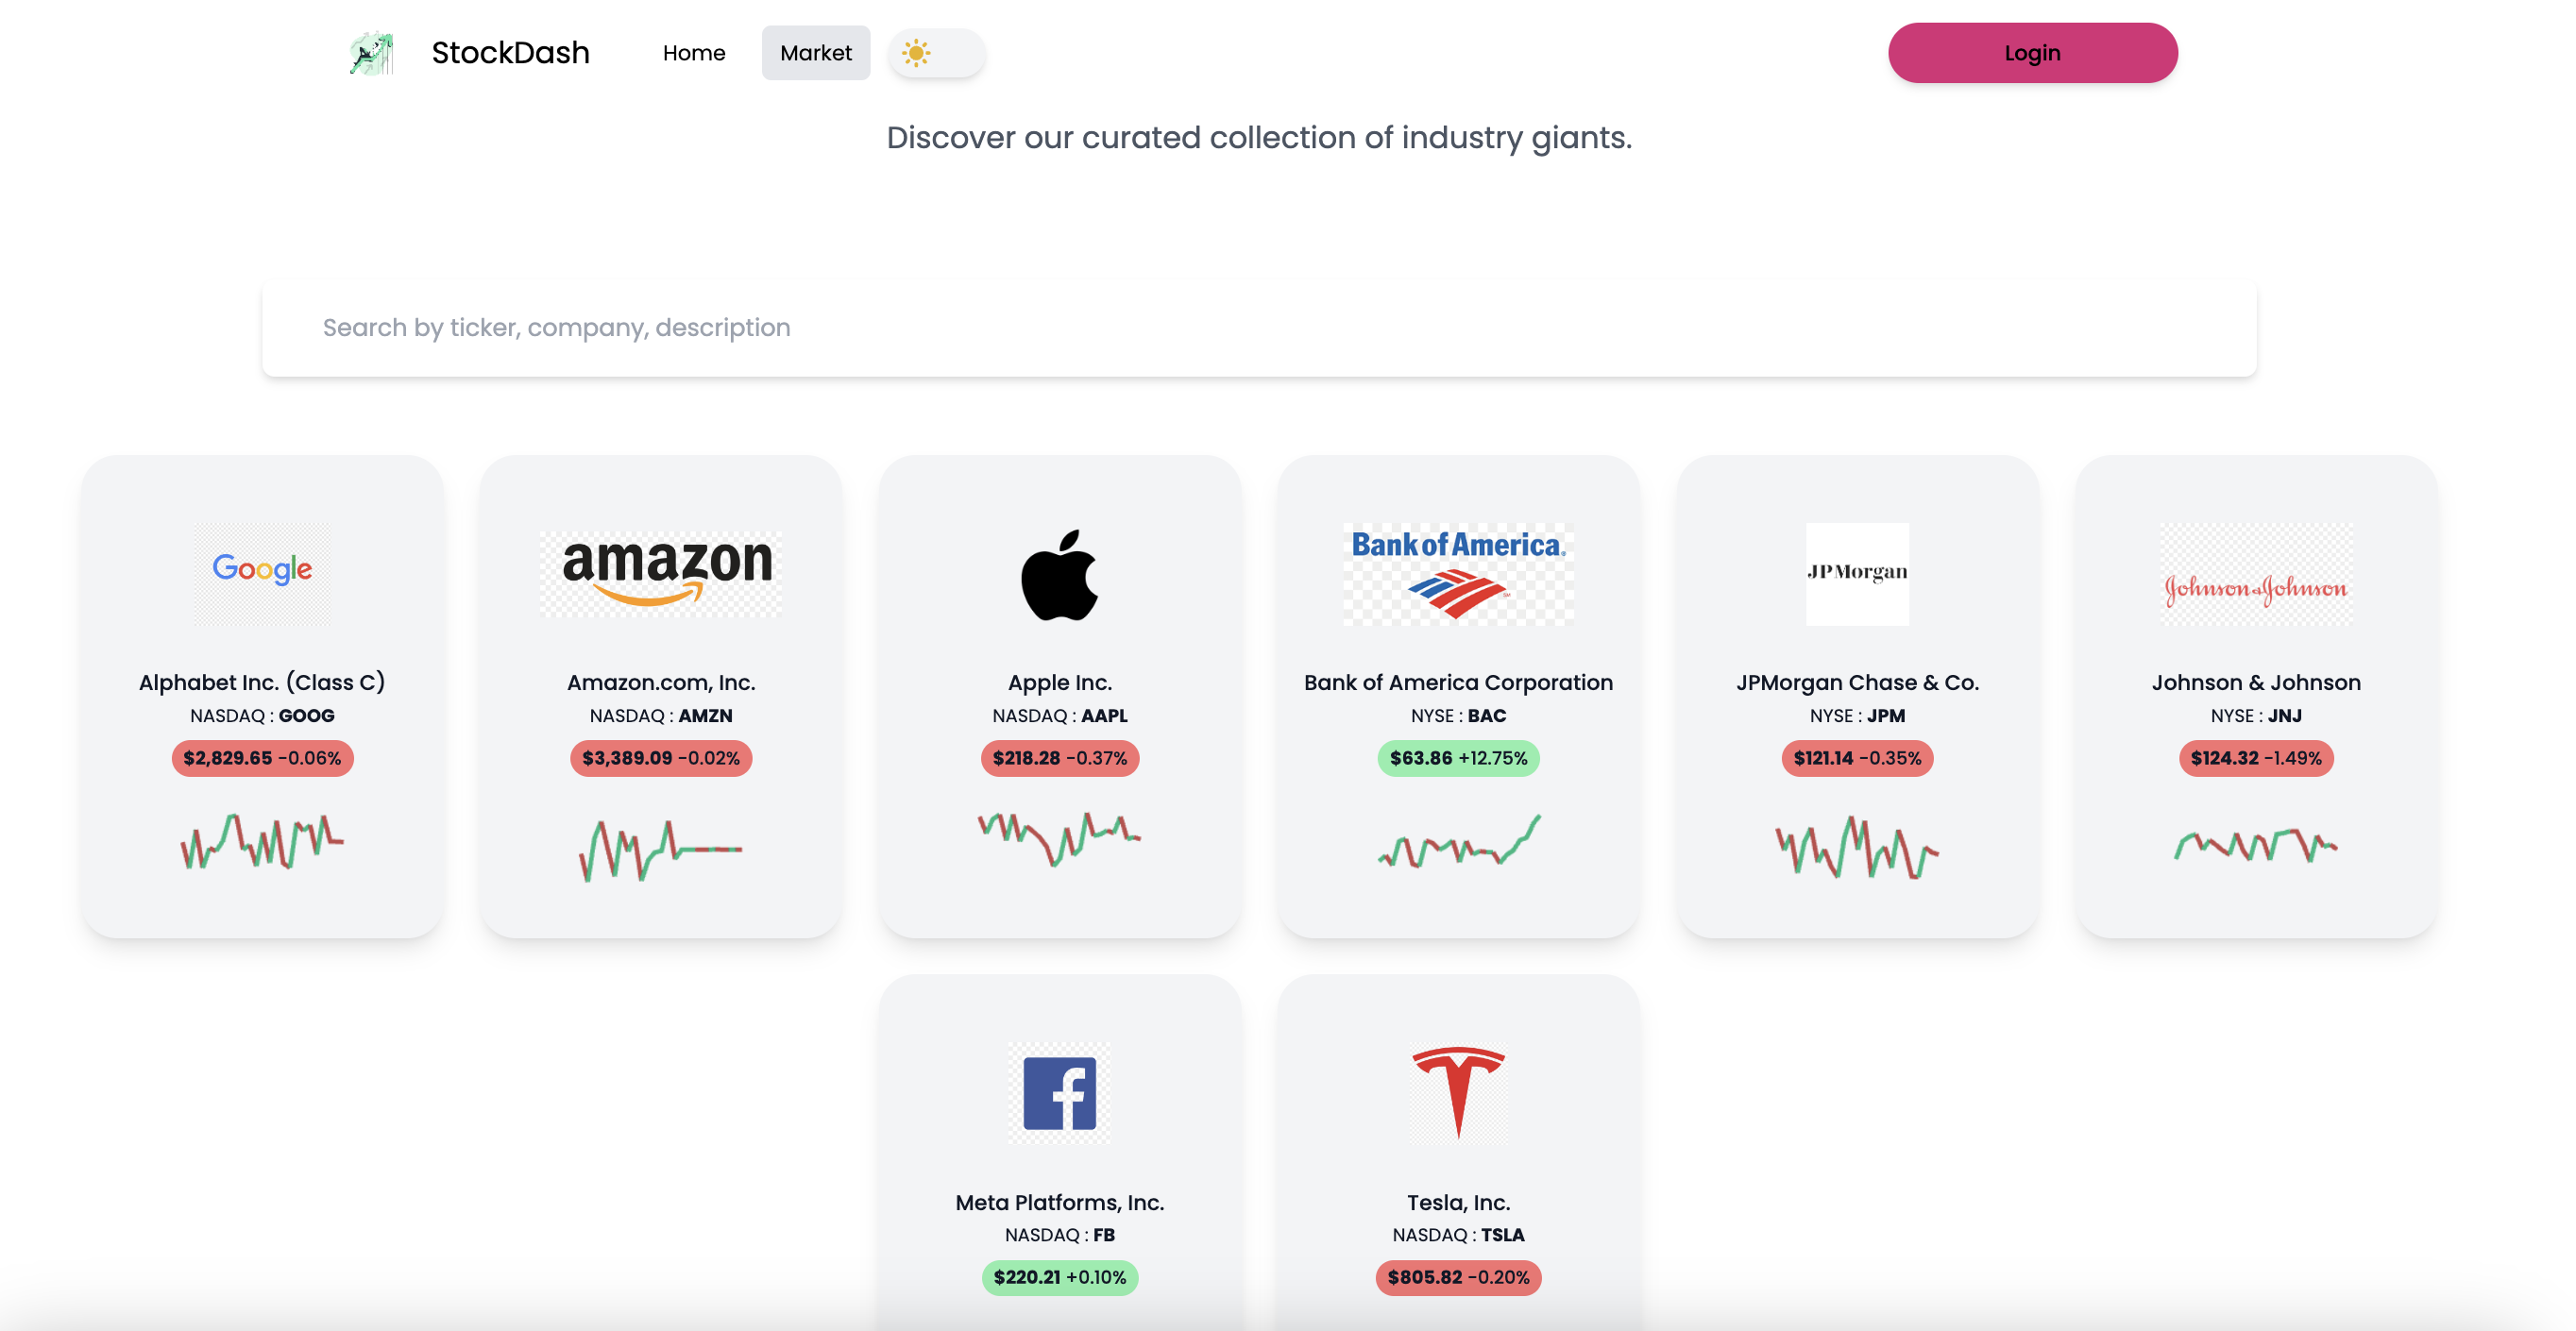 StockDash
Home
Market
Login
Discover our curated collection of industry giants.
Search by ticker, company, description
Google
amazon
Bank of America.
SM
JPMorgan
Johnson & Johnson
Alphabet Inc. (Class C)
NASDAQ : GOOG
$2,829.65 -0.06%
Amazon.com, Inc.
NASDAQ : AMZN
$3,389.09 -0.02%
Apple Inc.
NASDAQ : AAPL
$218.28 -0.37%
Bank of America Corporation
NYSE : BAC
$63.86 +12.75%
JPMorgan Chase & Co.
NYSE : JPM
$121.14 -0.35%
Johnson & Johnson
NYSE : JNJ
$124.32 -1.49%
f
Meta Platforms, Inc.
NASDAQ : FB
$220.21 +0.10%
Tesla, Inc.
NASDAQ : TSLA
$805.82 -0.20%